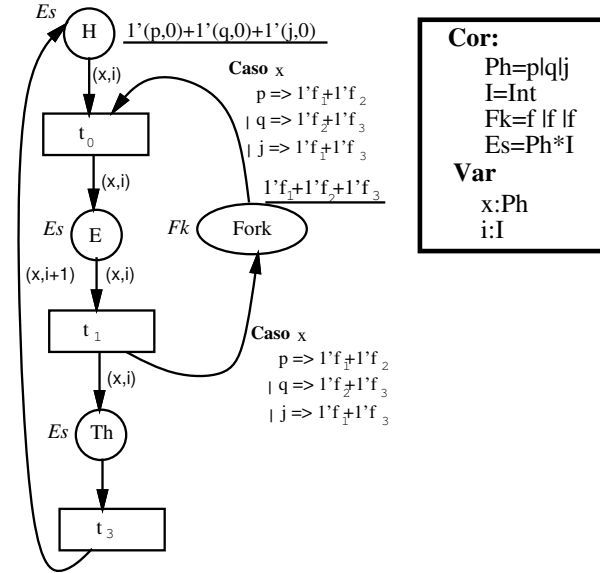 Es
H
1'(p,0)+1'(q,0)+1'(j,0)
(x,i)
Caso x
p => 1'f1+1'f2
| q => 1'f2+1'f3
| j => 1'f1+1'f3
t0
(x,i)
1'f1+1'f2+1'f3
Es
E
Fk
Fork
(x,i+1)
(x,i)
t1
Caso x
p => 1'f1+1'f2
| q => 1'f2+1'f3
| j => 1'f1+1'f3
(x,i)
Es
Th
t3
Cor:
Ph=p|q|j
I=Int
Fk=f |f |f
Es=Ph*I
Var
x:Ph
i:I